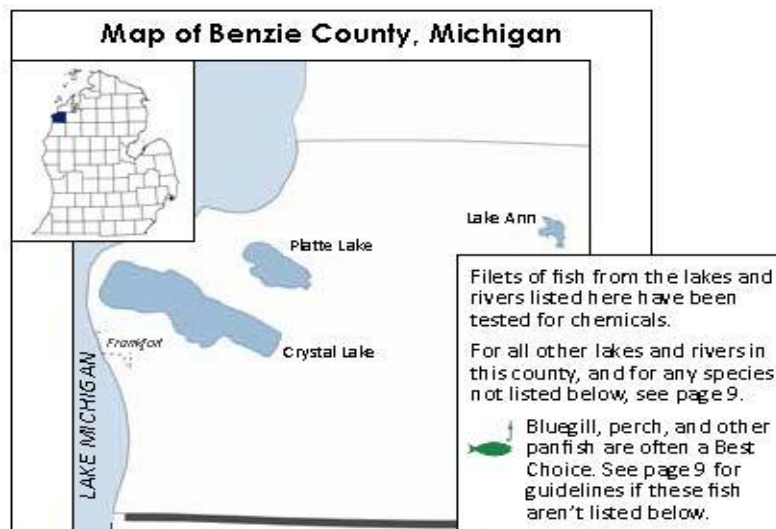 Map of Benzie County, Michigan
Lake Ann
Platte Lake
Frankfort
Crystal Lake
LAKE MICHIGAN
Filets of fish from the lakes and
rivers listed here have been
tested for chemicals.
For all other lakes and rivers in
this county, and for any species
not listed below, see page 9.
Bluegill, perch, and other
panfish are often a Best
Choice. See page 9 for
guidelines if these fish
aren't listed below.